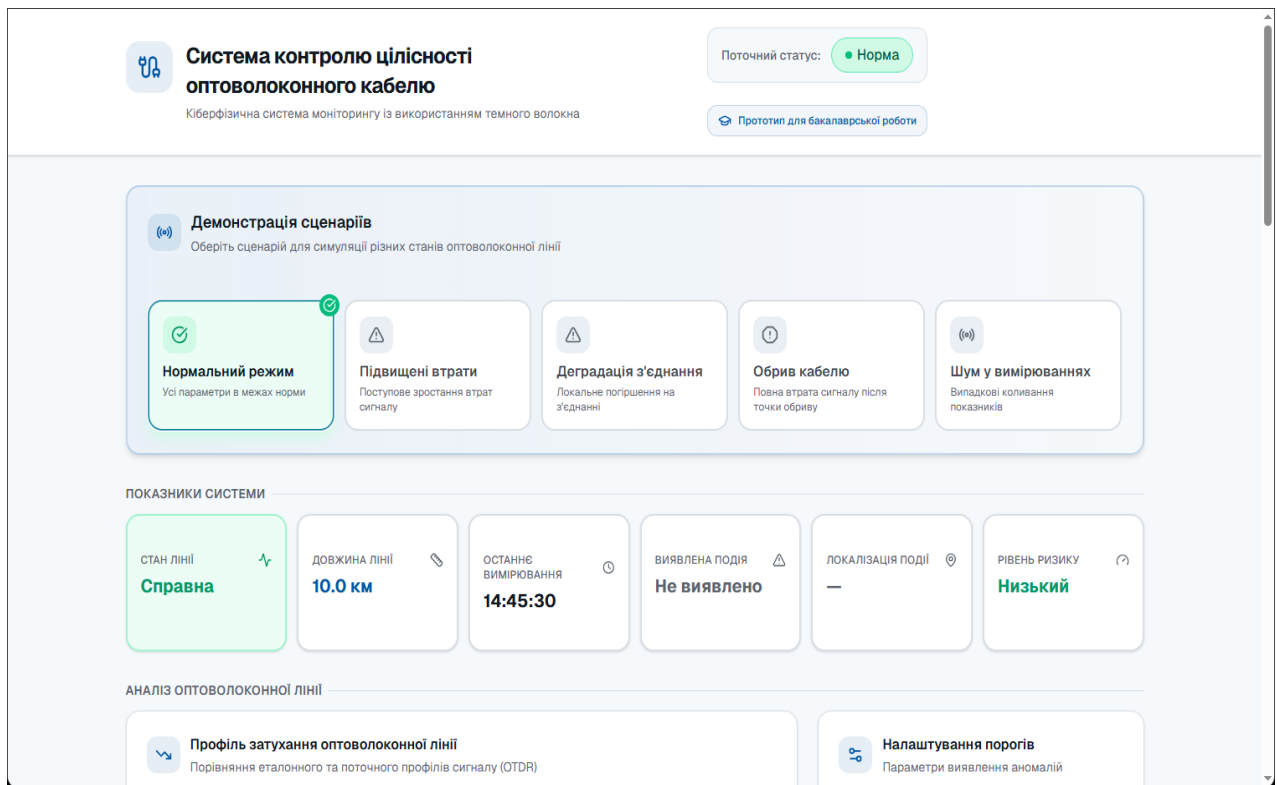 Система контролю цілісності
оптоволоконного кабелю
Кіберфізична система моніторингу із використанням темного волокна
Поточний статус:
Норма
Прототип для бакалаврської роботи
Демонстрація сценаріїв
Оберіть сценарій для симуляції різних станів оптоволоконної лінії
Нормальний режим
Усі параметри в межах норми
Підвищені втрати
Поступове зростання втрат
сигналу
Деградація з'єднання
Локальне погіршення на
з'єднанні
Обрив кабелю
Повна втрата сигналу після
точки обриву
Шум у вимірюваннях
Випадкові коливання
показників
ПОКАЗНИКИ СИСТЕМИ
СТАН ЛІНІЇ
Справна
ДОВЖИНА ЛІНІЇ
10.0 км
ОСТАННЄ
ВИМІРЮВАННЯ
14:45:30
ВИЯВЛЕНА ПОДІЯ
Не виявлено
ЛОКАЛІЗАЦІЯ ПОДІЇ
—
РІВЕНЬ РИЗИКУ
Низький
АНАЛІЗ ОПТОВОЛОКОННОЇ ЛІНІЇ
Профіль затухання оптоволоконної лінії
Порівняння еталонного та поточного профілів сигналу (OTDR)
Налаштування порогів
Параметри виявлення аномалій